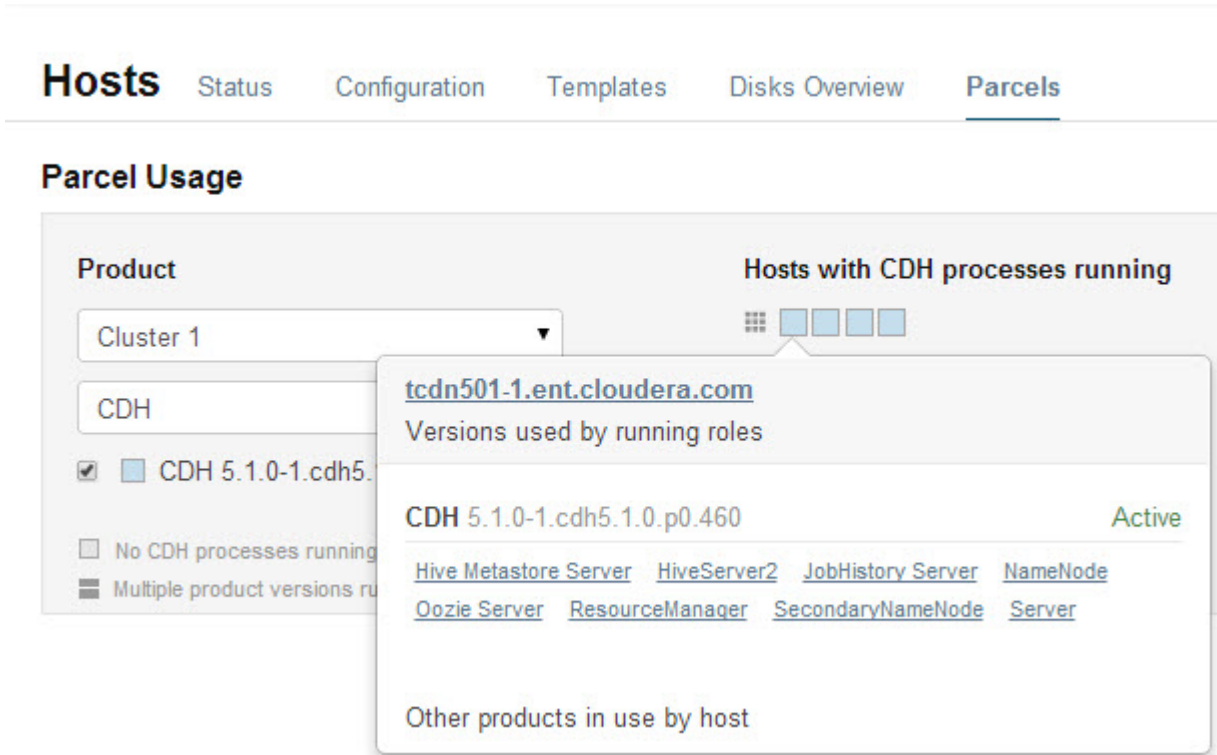 Hosts Status Configuration Templates Disks Overview Parcels
Parcel Usage
Product
Hosts with CDH processes running
Cluster 1
CDH
CDH 5.1.0-1.cdh5.
No CDH processes running
Multiple product versions ru
tcdn501-1.ent.cloudera.com
Versions used by running roles
CDH 5.1.0-1.cdh5.1.0.p0.460 Active
Hive Metastore Server HiveServer2 JobHistory Server NameNode
Oozie Server ResourceManager SecondaryNameNode Server
Other products in use by host